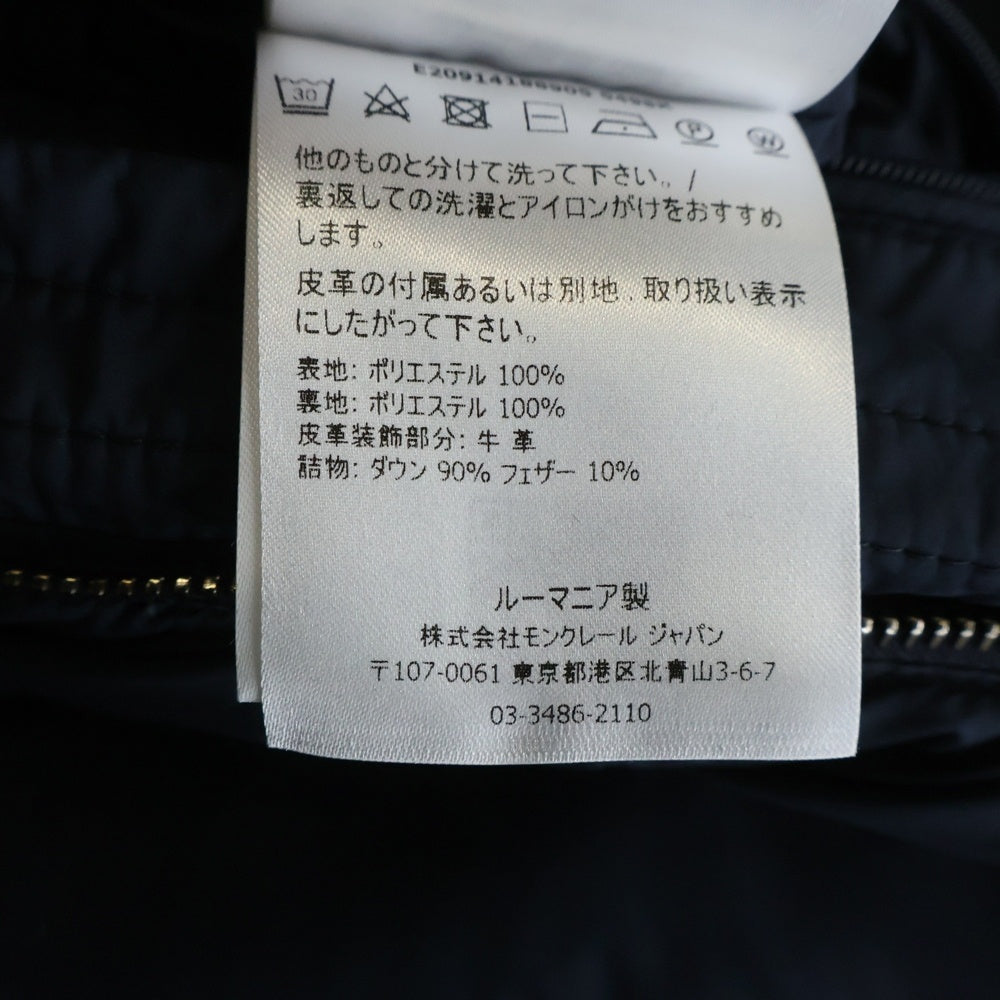 30
P
W
他のものと分けて洗って下さい。/
裏返しての洗濯とアイロンがけをおすすめ
します。
皮革の付属あるいは別地、取り扱い表示
にしたがって下さい。
表地: ポリエステル 100%
裏地: ポリエステル 100%
皮革装飾部分: 牛 革
詰物: ダウン 90% フェザー 10%
ルーマニア製
株式会社モンクレール ジャパン
〒107-0061 東京都港区北青山3-6-7
03-3486-2110